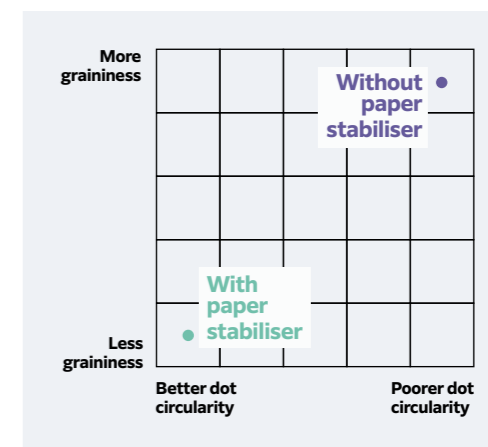 More
graininess
Without
paper
stabiliser
With
paper
stabiliser
Less
graininess
Better dot
circularity
Poorer dot
circularity